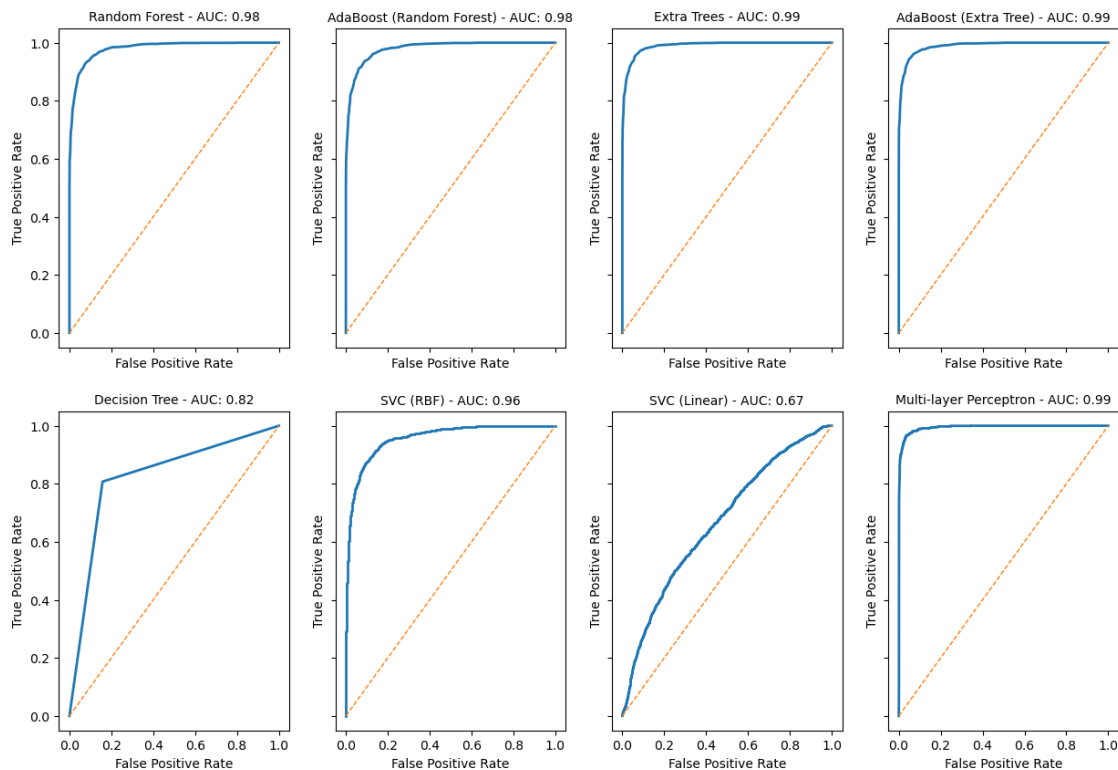 Random Forest - AUC: 0.98
AdaBoost (Random Forest) - AUC: 0.98
Extra Trees - AUC: 0.99
AdaBoost (Extra Tree) - AUC: 0.99
True Positive Rate
1.0
0.8
0.6
0.4
0.2
0.0
True Positive Rate
True Positive Rate
True Positive Rate
False Positive Rate
False Positive Rate
False Positive Rate
False Positive Rate
Decision Tree - AUC: 0.82
SVC (RBF) - AUC: 0.96
SVC (Linear) - AUC: 0.67
Multi-layer Perceptron - AUC: 0.99
True Positive Rate
1.0
0.8
0.6
0.4
0.2
0.0
True Positive Rate
True Positive Rate
True Positive Rate
0.0 0.2 0.4 0.6 0.8 1.0
0.0 0.2 0.4 0.6 0.8 1.0
0.0 0.2 0.4 0.6 0.8 1.0
0.0 0.2 0.4 0.6 0.8 1.0
False Positive Rate
False Positive Rate
False Positive Rate
False Positive Rate